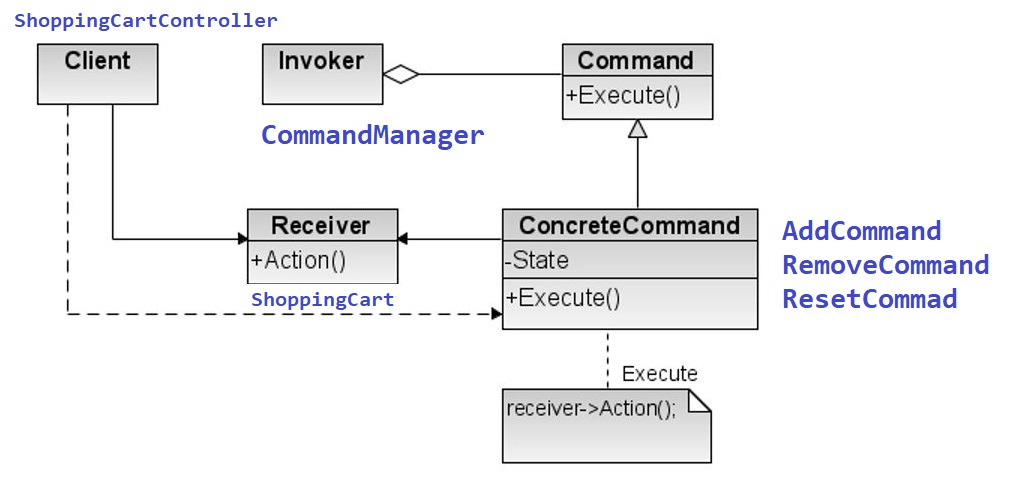 ShoppingCartController
Client
Invoker
Command
+Execute()
CommandManager
Receiver
+Action()
ShoppingCart
ConcreteCommand
-State
+Execute()
AddCommand
RemoveCommand
ResetCommad
Execute
receiver->Action();